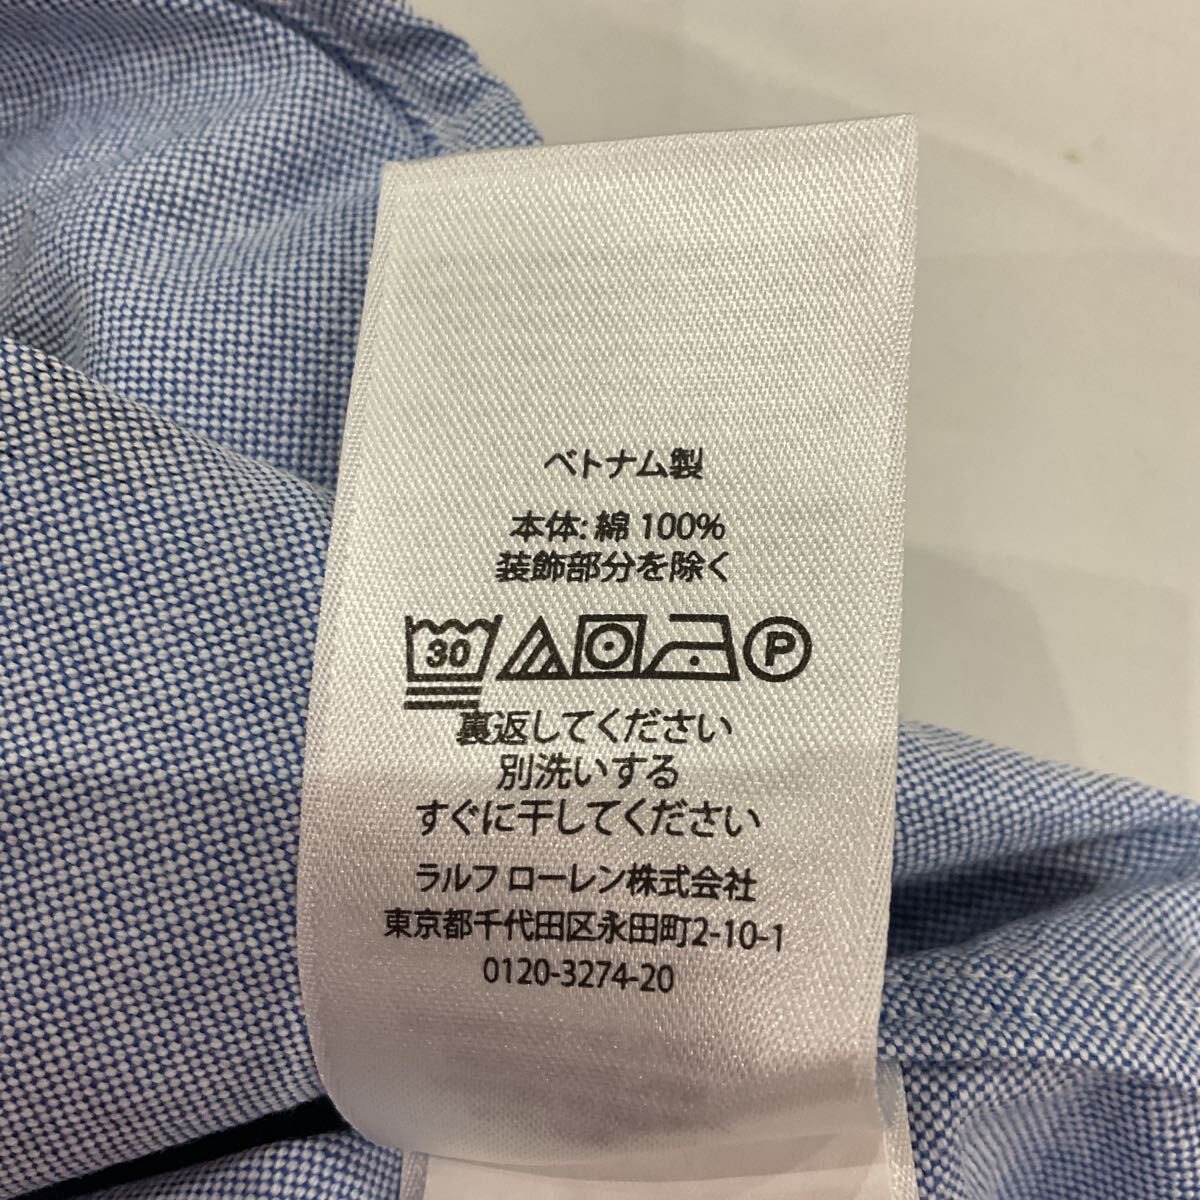 ベトナム製
本体: 綿 100%
装飾部分を除く
30 P
裏返してください
別洗いする
すぐに干してください
ラルフ ローレン株式会社
東京都千代田区永田町2-10-1
0120-3274-20